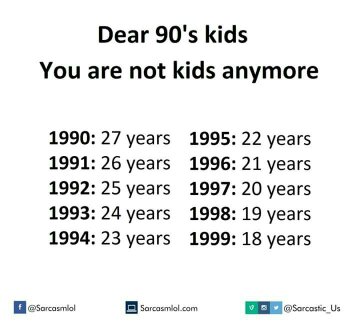 Dear 90's kids
You are not kids anymore
1990: 27 years
1991: 26 years
1992: 25 years
1993: 24 years
1994: 23 years
1995: 22 years
1996: 21 years
1997: 20 years
1998: 19 years
1999: 18 years
@Sarcasmlol
Sarcasmlol.com
@Sarcastic_Us